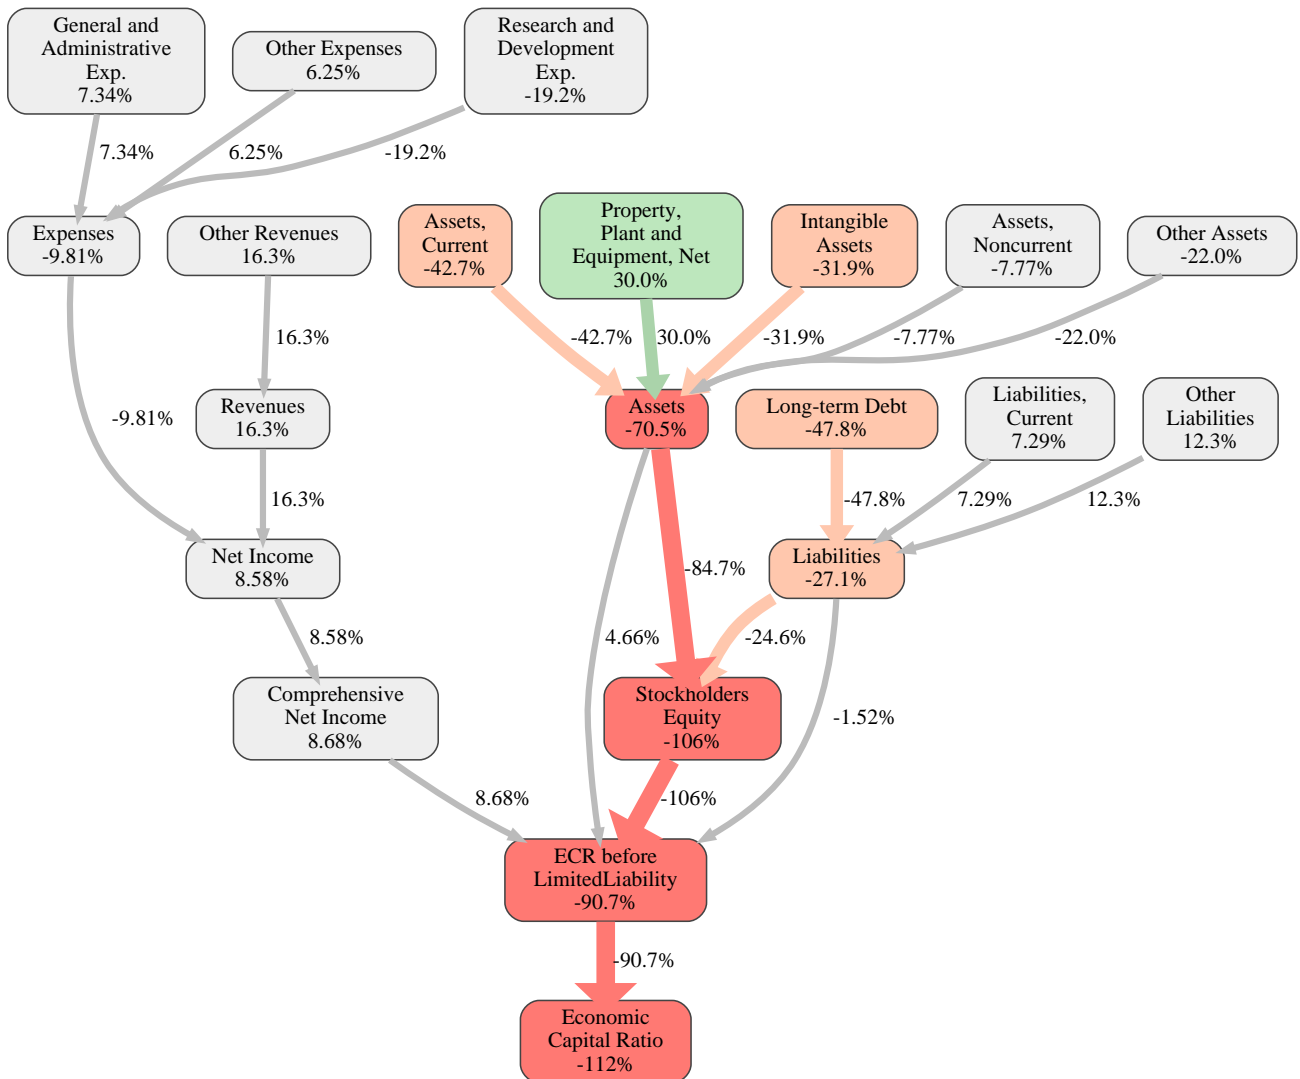 General and
Administrative
Exp.
7.34%
Other Expenses
6.25%
Research and
Development
Exp.
-19.2%
7.34%
6.25%
-19.2%
Expenses
-9.81%
Other Revenues
16.3%
Assets,
Current
-42.7%
Property,
Plant and
Equipment, Net
30.0%
Intangible
Assets
-31.9%
Assets,
Noncurrent
-7.77%
Other Assets
-22.0%
16.3%
-42.7%
30.0%
-31.9%
-7.77%
-22.0%
-9.81%
Revenues
16.3%
Assets
-70.5%
Long-term Debt
-47.8%
Liabilities,
Current
7.29%
Other
Liabilities
12.3%
16.3%
-47.8%
7.29%
12.3%
Net Income
8.58%
-84.7%
Liabilities
-27.1%
8.58%
4.66%
-24.6%
Comprehensive
Net Income
8.68%
Stockholders
Equity
-106%
-1.52%
8.68%
-106%
ECR before
LimitedLiability
-90.7%
-90.7%
Economic
Capital Ratio
-112%